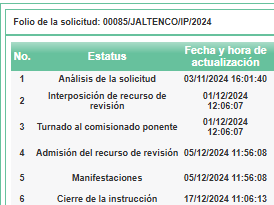 Folio de la solicitud: 00085/JALTENCO/IP/2024
No. Estatus Fecha y hora de actualización
1 Análisis de la solicitud 03/11/2024 16:01:40
2 Interposición de recurso de revisión 01/12/2024 12:06:07
3 Turnado al comisionado ponente 01/12/2024 12:06:07
4 Admisión del recurso de revisión 05/12/2024 11:56:08
5 Manifestaciones 05/12/2024 11:56:08
6 Cierre de la instrucción 17/12/2024 11:06:13